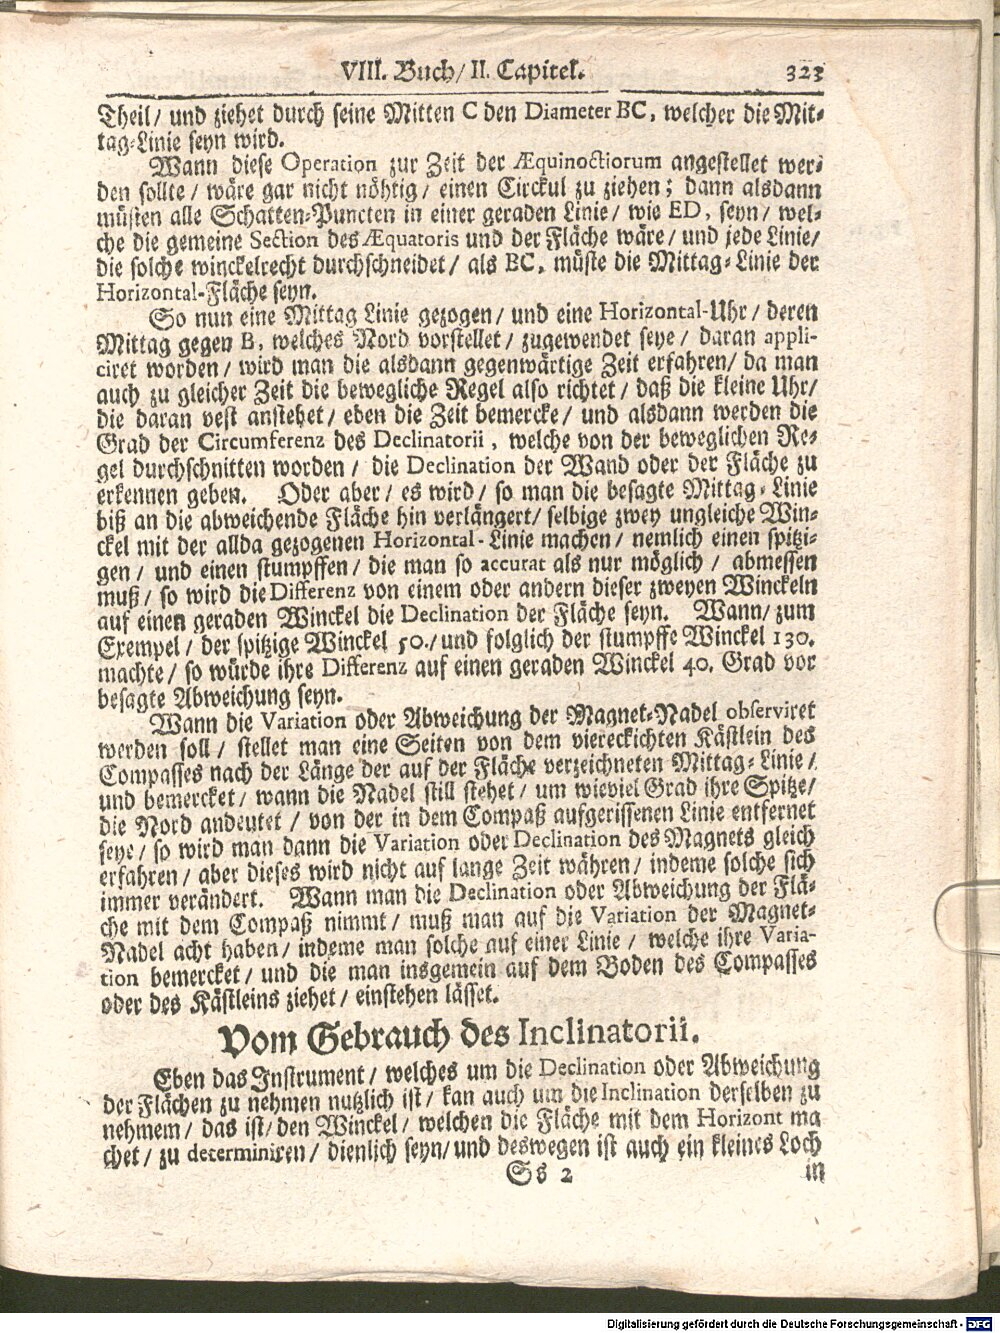 VIII. Buch/ II. Capitel. 323
Theil/ und ziehet durch seine Mitten C den Diameter BC, welcher die Mit⸗
tag⸗Linie seyn wird.
Wann diese Operation zur Zeit der Æquinoctiorum angestellet wer⸗
den sollte/ wäre gar nicht nöhtig/ einen Circkul zu ziehen; dann alsdann
müsten alle Schatten⸗Puncten in einer geraden Linie/ wie ED, seyn/ wel⸗
che die gemeine Section des Æquatoris und der Fläche wäre/ und jede Linie/
die solche winckelrecht durchschneidet/ als BC, müste die Mittag⸗Linie der
Horizontal-Fläche seyn.
So nun eine Mittag Linie gezogen/ und eine Horizontal-Uhr/ deren
Mittag gegen B, welches Nord vorstellet/ zugewendet seye/ daran appli-
ciret worden/ wird man die alsdann gegenwärtige Zeit erfahren/ da man
auch zu gleicher Zeit die bewegliche Regel also richtet/ daß die kleine Uhr/
die daran vest anstehet/ eben die Zeit bemercke/ und alsdann werden die
Grad der Circumferenz des Declinatorii, welche von der beweglichen Re⸗
gel durchschnitten worden/ die Declination der Wand oder der Fläche zu
erkennen geben. Oder aber/ es wird/ so man die besagte Mittag⸗Linie
biß an die abweichende Fläche hin verlängert/ selbige zwey ungleiche Win⸗
ckel mit der allda gezogenen Horizontal-Linie machen/ nemlich einen spitzi⸗
gen/ und einen stumpffen/ die man so accurat als nur möglich/ abmessen
muß/ so wird die Differenz von einem oder andern dieser zweyen Winckeln
auf einen geraden Winckel die Declination der Fläche seyn. Wann/ zum
Exempel/ der spitzige Winckel 50./ und folglich der stumpffe Winckel 130.
machte/ so würde ihre Differenz auf einen geraden Winckel 40. Grad vor
besagte Abweichung seyn.
Wann die Variation oder Abweichung der Magnet⸗Nadel observiret
werden soll/ stellet man eine Seiten von dem viereckichten Kästlein des
Compasses nach der Länge der auf der Fläche verzeichneten Mittag⸗Linie/
und bemercket/ wann die Nadel still stehet/ um wieviel Grad ihre Spitze/
die Nord andeutet/ von der in dem Compaß aufgerissenen Linie entfernet
seye/ so wird man dann die Variation oder Declination des Magnets gleich
erfahren/ aber dieses wird nicht auf lange Zeit währen/ indeme solche sich
immer verändert. Wann man die Declination oder Abweichung der Flä⸗
che mit dem Compaß nimmt/ muß man auf die Variation der Magnet⸗
Nadel acht haben/ indeme man solche auf einer Linie/ welche ihre Varia-
tion bemercket/ und die man insgemein auf dem Boden des Compasses
oder des Kästleins ziehet/ einstehen lässet.
Vom Gebrauch des Inclinatorii.
Eben das Instrument/ welches um die Declination oder Abweichung
der Flächen zu nehmen nutzlich ist/ kan auch um die Inclination derselben zu
nehmem/ das ist/ den Winckel/ welchen die Fläche mit dem Horizont ma
chet/ zu determiniren/ dienlich seyn/ und deswegen ist auch ein kleines Loch
Ss 2 in
Digitalisierung gefördert durch die Deutsche Forschungsgemeinschaft - DFG